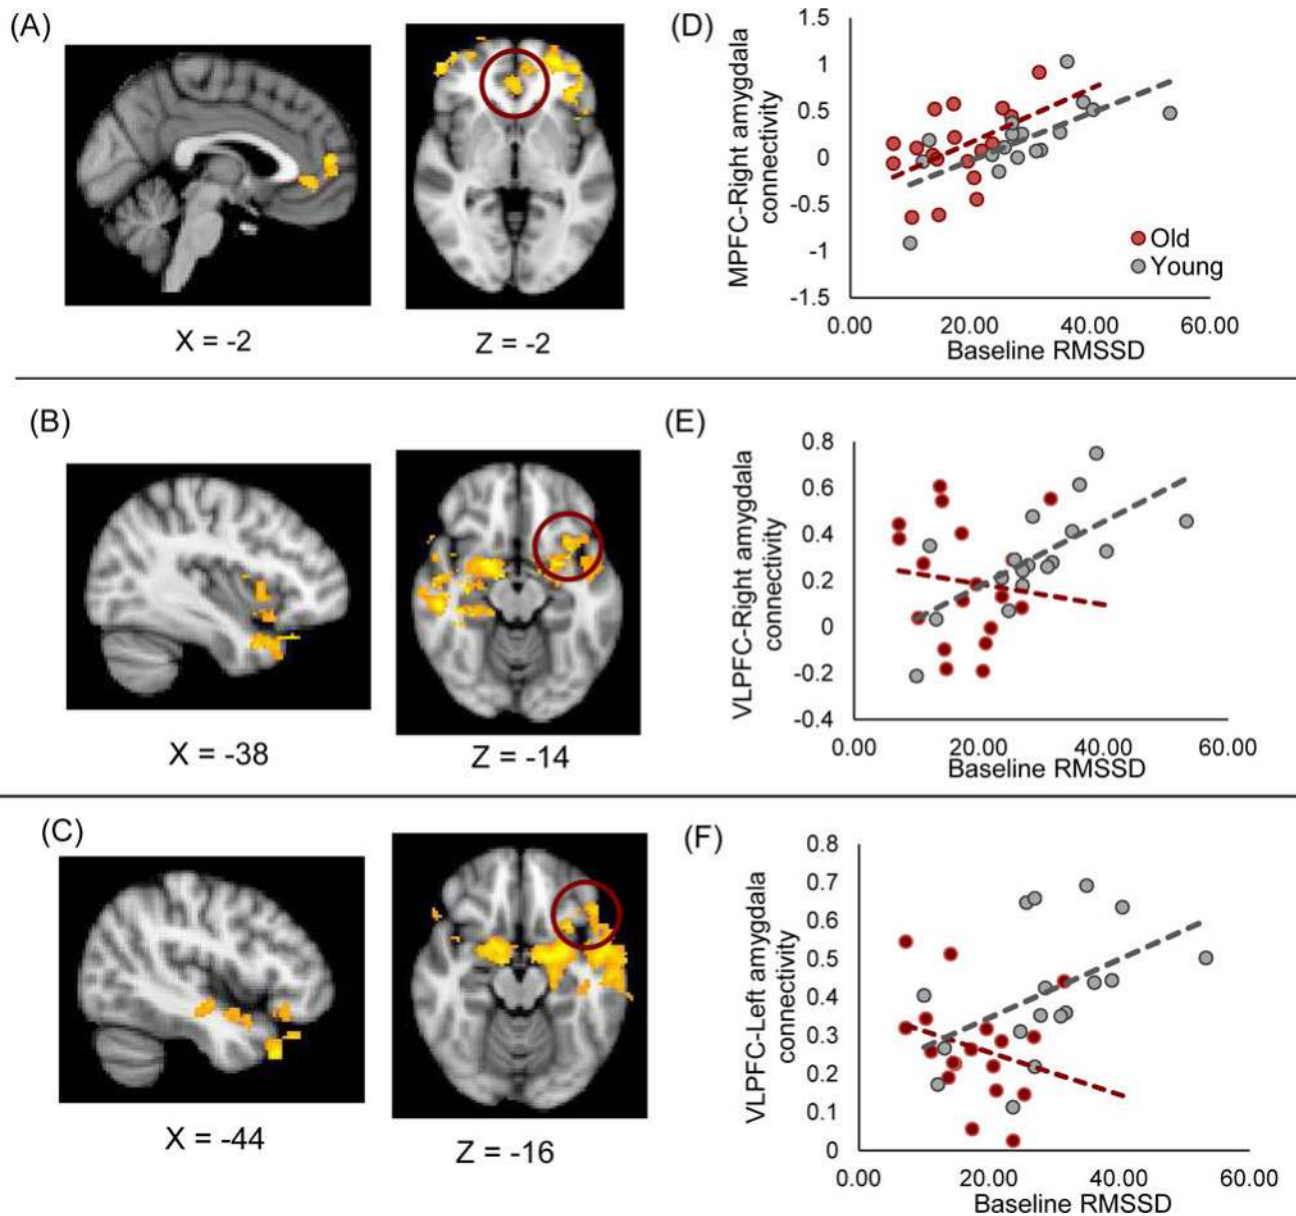 (A)
X = -2
Z = -2
(D)
MPFC-Right amygdala
connectivity
1.5
1
0.5
0
-0.5
-1
-1.5
Old
Young
0.00 20.00 40.00 60.00
Baseline RMSSD
(B)
X = -38
Z = -14
(E)
VLPFC-Right amygdala
connectivity
0.8
0.6
0.4
0.2
0
-0.2
-0.4
0.00 20.00 40.00 60.00
Baseline RMSSD
(C)
X = -44
Z = -16
(F)
VLPFC-Left amygdala
connectivity
0.8
0.7
0.6
0.5
0.4
0.3
0.2
0.1
0
0.00 20.00 40.00 60.00
Baseline RMSSD